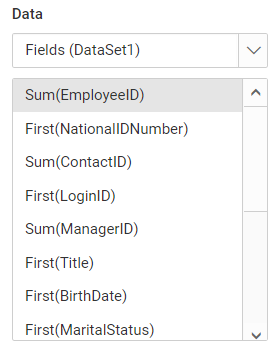 Data
Fields (DataSet1)
Sum(EmployeeID)
First(NationalIDNumber)
Sum(ContactID)
First(LoginID)
Sum(ManagerID)
First(Title)
First(BirthDate)
First(MaritalStatus)